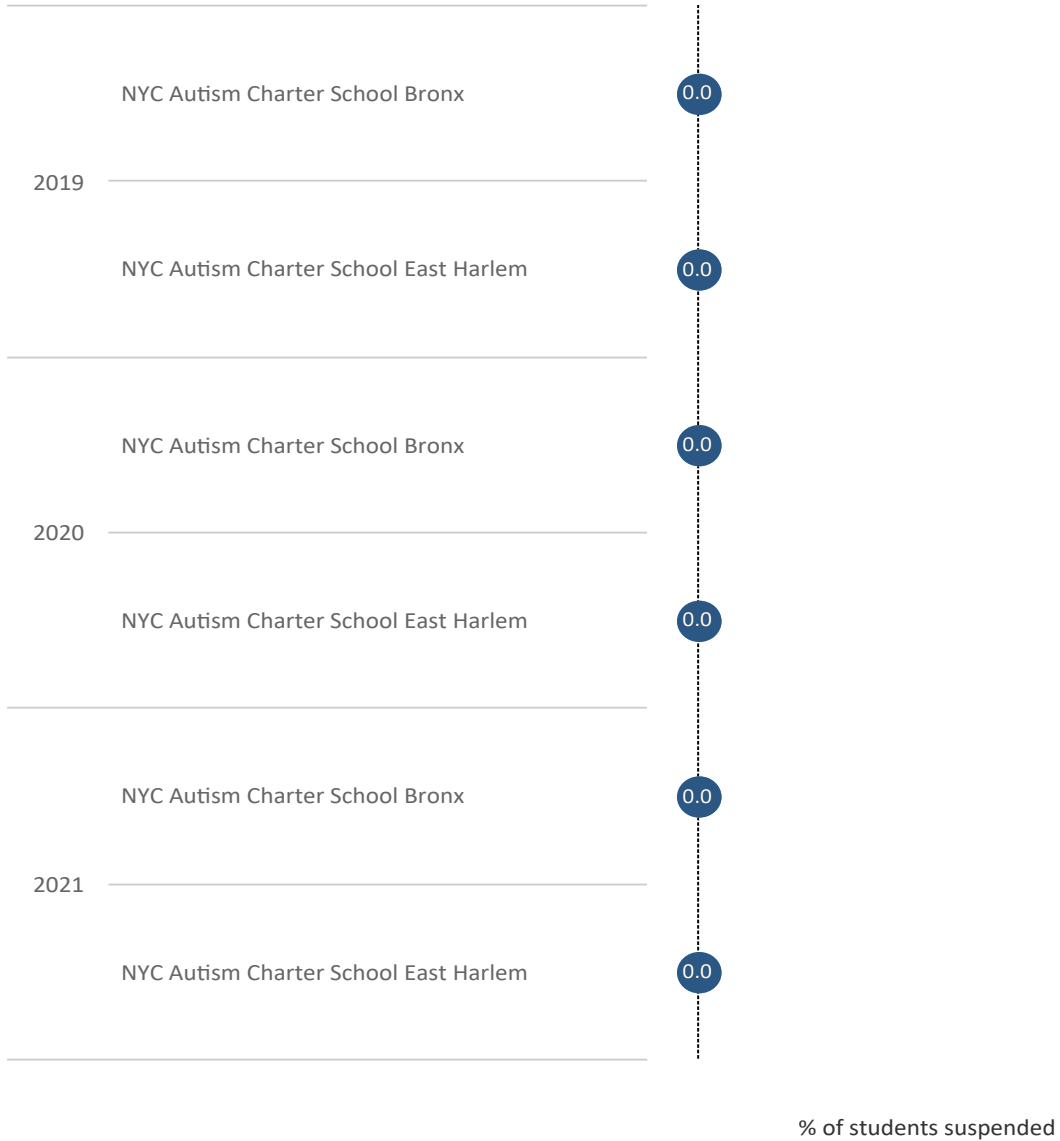 NYC Autism Charter School Bronx
0.0
2019
NYC Autism Charter School East Harlem
0.0
NYC Autism Charter School Bronx
0.0
2020
NYC Autism Charter School East Harlem
0.0
NYC Autism Charter School Bronx
0.0
2021
NYC Autism Charter School East Harlem
0.0
% of students suspended